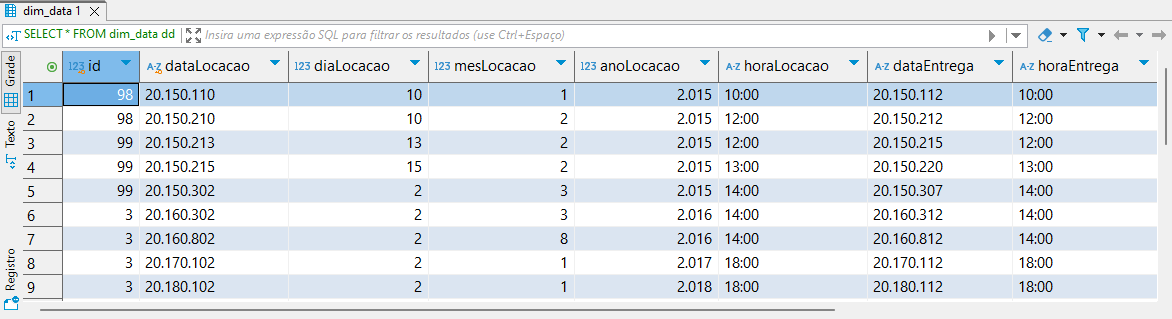 dim_data 1
SELECT * FROM dim_data dd Insira uma expressão SQL para filtrar os resultados (use Ctrl+Espaço)
Grade
Texto
Registro
123 id A-Z dataLocacao 123 diaLocacao 123 mesLocacao 123 anoLocacao A-Z horaLocacao A-Z dataEntrega A-Z horaEntrega
1 98 20.150.110 10 1 2.015 10:00 20.150.112 10:00
2 98 20.150.210 10 2 2.015 12:00 20.150.212 12:00
3 99 20.150.213 13 2 2.015 12:00 20.150.215 12:00
4 99 20.150.215 15 2 2.015 13:00 20.150.220 13:00
5 99 20.150.302 2 3 2.015 14:00 20.150.307 14:00
6 3 20.160.302 2 3 2.016 14:00 20.160.312 14:00
7 3 20.160.802 2 8 2.016 14:00 20.160.812 14:00
8 3 20.170.102 2 1 2.017 18:00 20.170.112 18:00
9 3 20.180.102 2 1 2.018 18:00 20.180.112 18:00